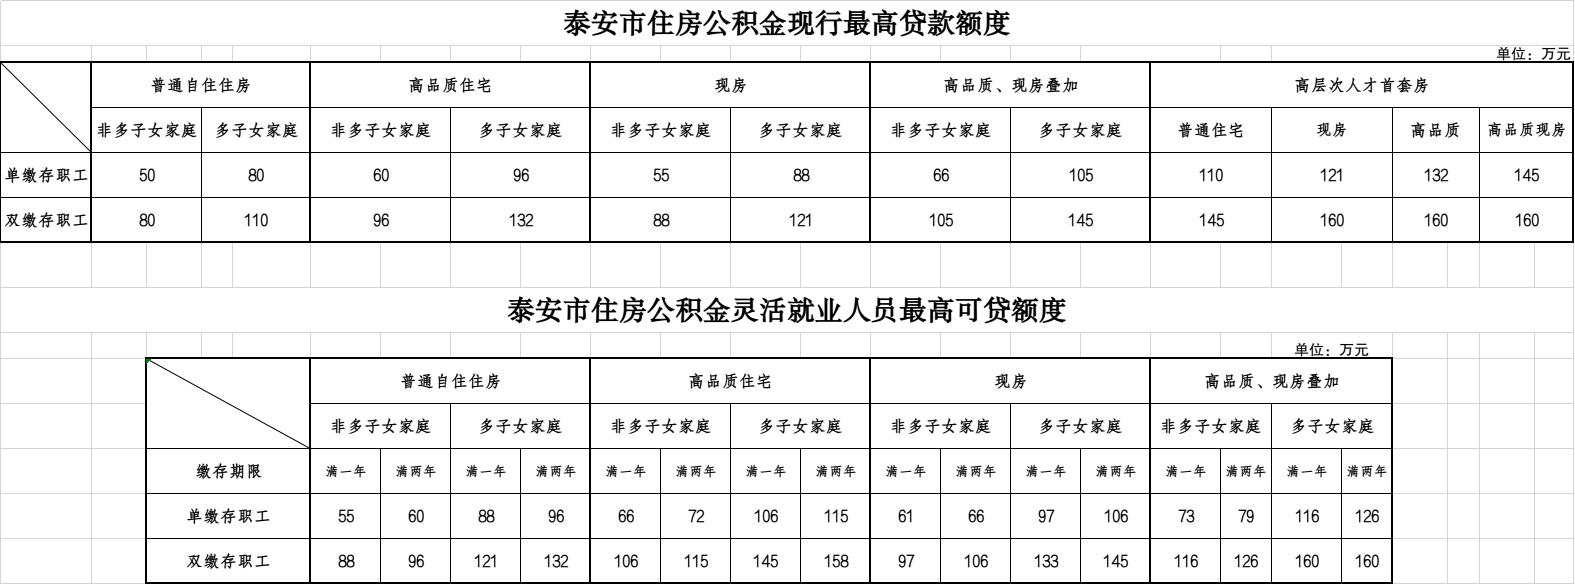 泰安市住房公积金现行最高贷款额度
单位：万元
普通自住住房 高品质住宅 现房 高品质、现房叠加 高层次人才首套房
非多子女家庭 多子女家庭 非多子女家庭 多子女家庭 非多子女家庭 多子女家庭 非多子女家庭 多子女家庭 普通住宅 现房 高品质 高品质现房
单缴存职工 50 80 60 96 55 88 66 105 110 121 132 145
双缴存职工 80 110 96 132 88 121 105 145 145 160 160 160
泰安市住房公积金灵活就业人员最高可贷额度
单位：万元
普通自住住房 高品质住宅 现房 高品质、现房叠加
非多子女家庭 多子女家庭 非多子女家庭 多子女家庭 非多子女家庭 多子女家庭 非多子女家庭 多子女家庭
缴存期限 满一年 满两年 满一年 满两年 满一年 满两年 满一年 满两年 满一年 满两年 满一年 满两年 满一年 满两年 满一年 满两年
单缴存职工 55 60 88 96 66 72 106 115 61 66 97 106 73 79 116 126
双缴存职工 88 96 121 132 106 115 145 158 97 106 133 145 116 126 160 160